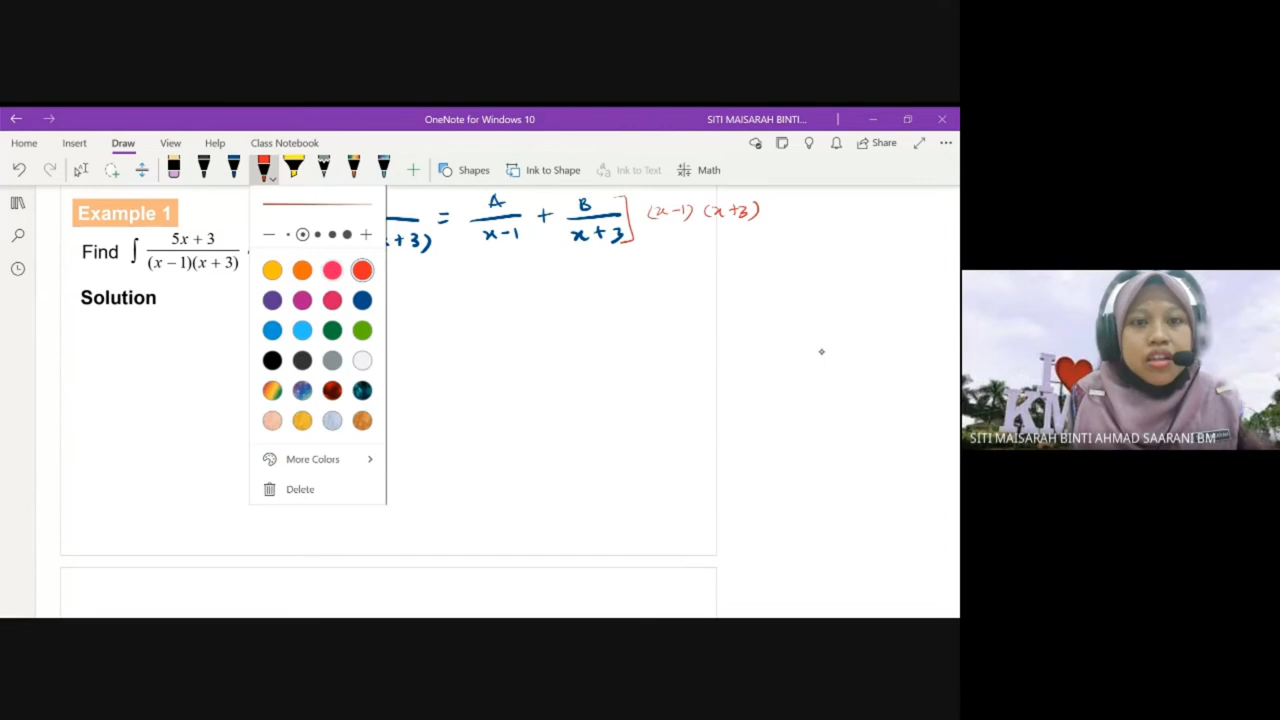 OneNote for Windows 10
SITI MAISARAH BINTI...
Home
Insert
Draw
View
Help
Class Notebook
Share
Shapes
Ink to Shape
Ink to Text
Math
Example 1
+ 3) = A/(x-1) + B/(x+3) ] (x-1) (x+3)
Find ∫ (5x + 3)/((x − 1)(x + 3))
Solution
More Colors
Delete
I
KM
SITI MAISARAH BINTI AHMAD SAARANI BM